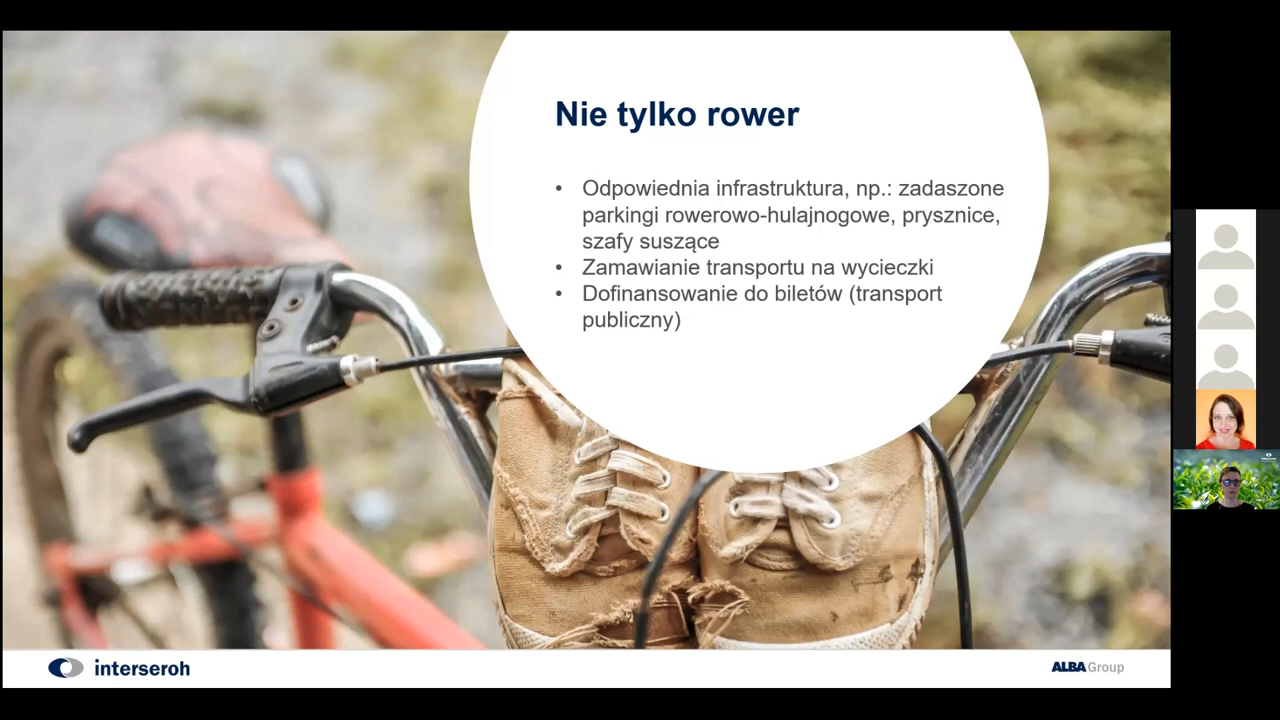 Nie tylko rower
• Odpowiednia infrastruktura, np.: zadaszone
parkingi rowerowo-hulajnogowe, prysznice,
szafy suszące
• Zamawianie transportu na wycieczki
• Dofinansowanie do biletów (transport
publiczny)
interseroh
ALBA Group